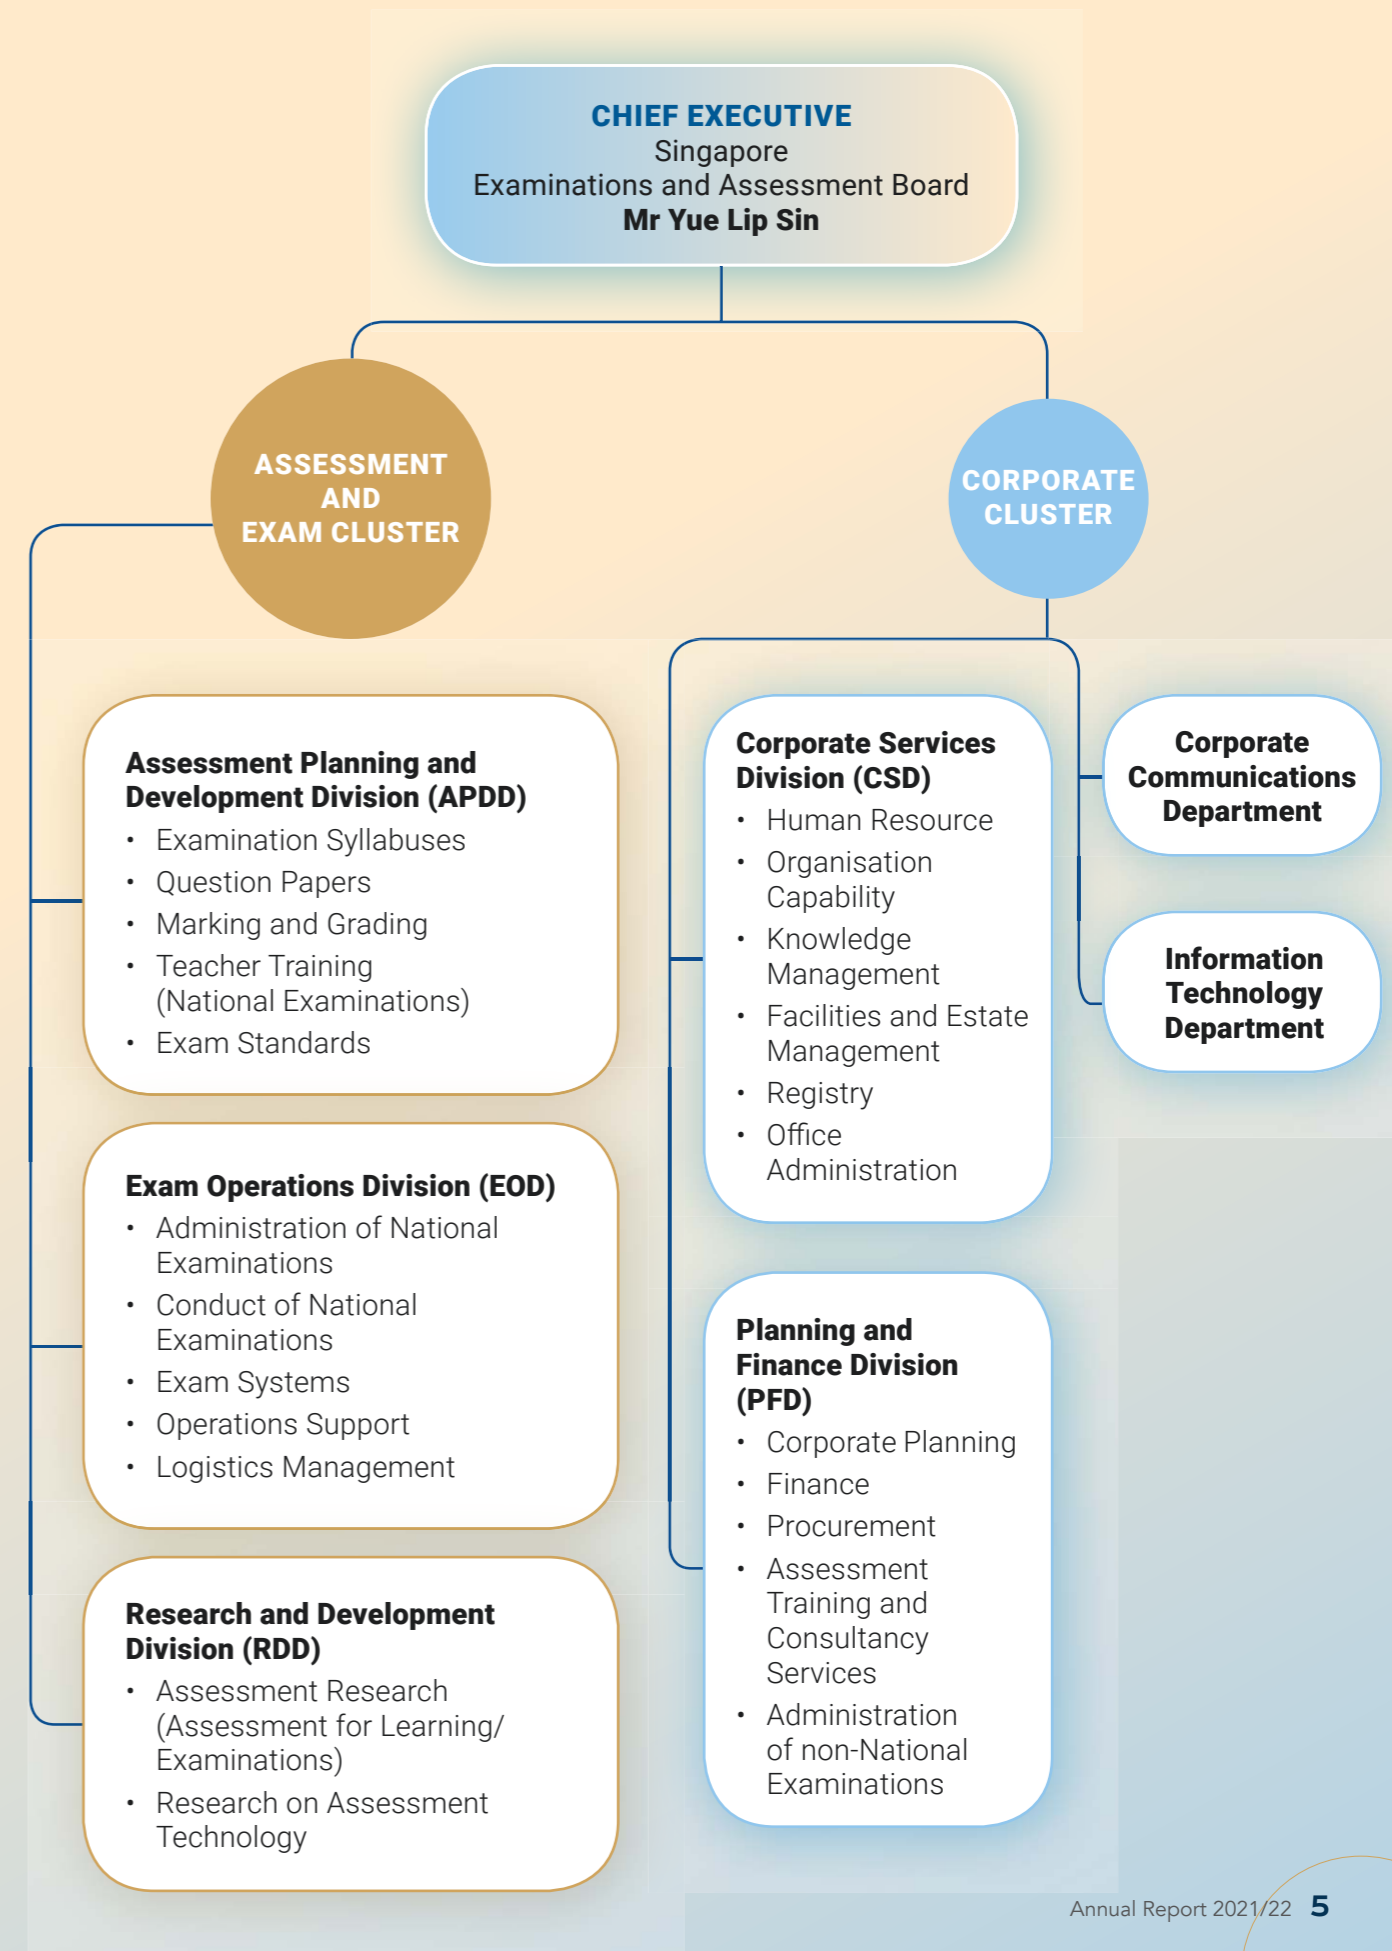 CHIEF EXECUTIVE
Singapore
Examinations and Assessment Board
Mr Yue Lip Sin
ASSESSMENT
AND
EXAM CLUSTER
CORPORATE
CLUSTER
Assessment Planning and
Development Division (APDD)
• Examination Syllabuses
• Question Papers
• Marking and Grading
• Teacher Training
(National Examinations)
• Exam Standards
Exam Operations Division (EOD)
• Administration of National
Examinations
• Conduct of National
Examinations
• Exam Systems
• Operations Support
• Logistics Management
Research and Development
Division (RDD)
• Assessment Research
(Assessment for Learning/
Examinations)
• Research on Assessment
Technology
Corporate Services
Division (CSD)
• Human Resource
• Organisation
Capability
• Knowledge
Management
• Facilities and Estate
Management
• Registry
• Office
Administration
Planning and
Finance Division
(PFD)
• Corporate Planning
• Finance
• Procurement
• Assessment
Training and
Consultancy
Services
• Administration
of non-National
Examinations
Corporate
Communications
Department
Information
Technology
Department
Annual Report 2021/22 5